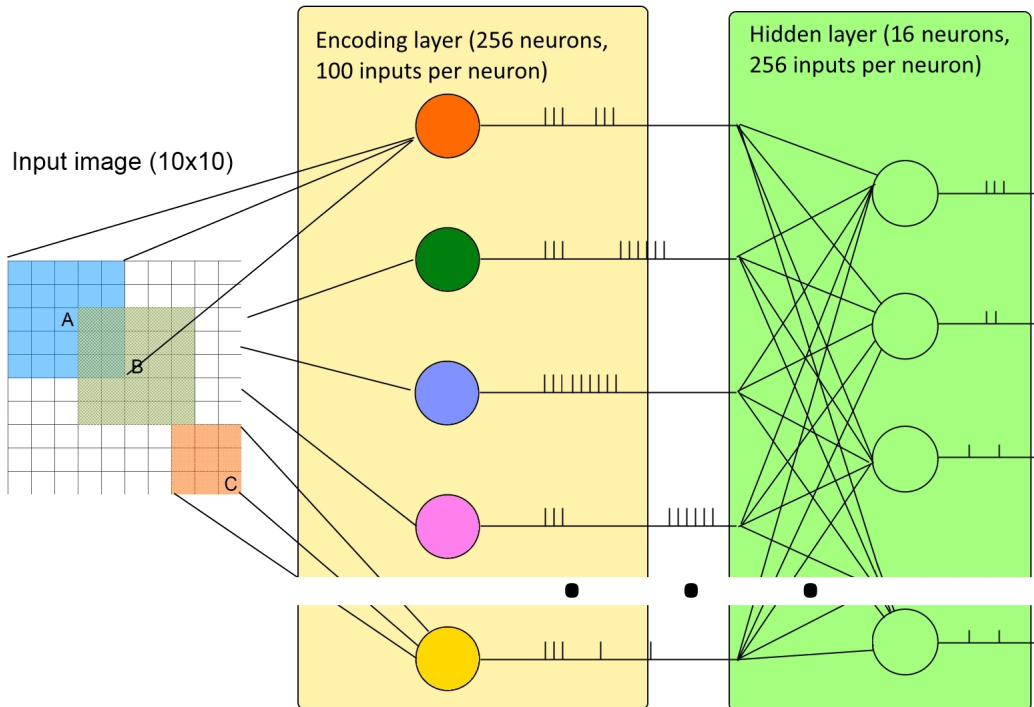 Encoding layer (256 neurons,
100 inputs per neuron)
Hidden layer (16 neurons,
256 inputs per neuron)
Input image (10x10)
A
B
C